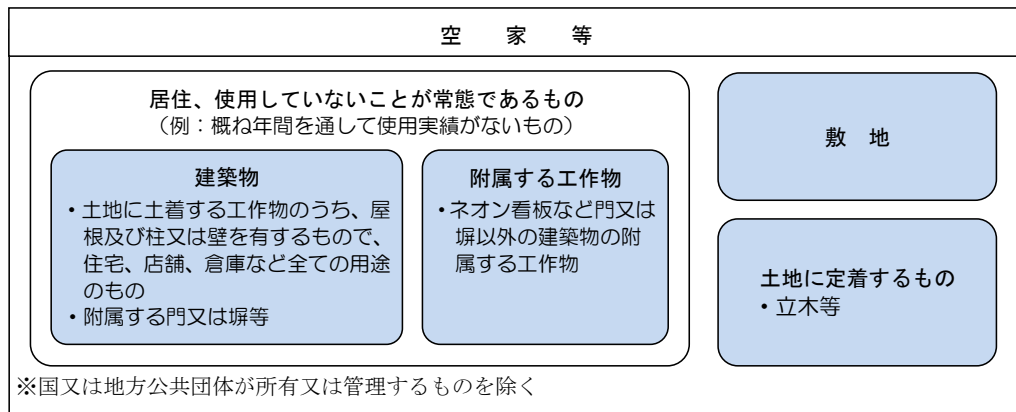 空　家　等
居住、使用していないことが常態であるもの
（例：概ね年間を通して使用実績がないもの）
建築物
・土地に土着する工作物のうち、屋
根及び柱又は壁を有するもので、
住宅、店舗、倉庫など全ての用途
のもの
・附属する門又は塀等
附属する工作物
・ネオン看板など門又は
塀以外の建築物の附
属する工作物
敷　地
土地に定着するもの
・立木等
※国又は地方公共団体が所有又は管理するものを除く